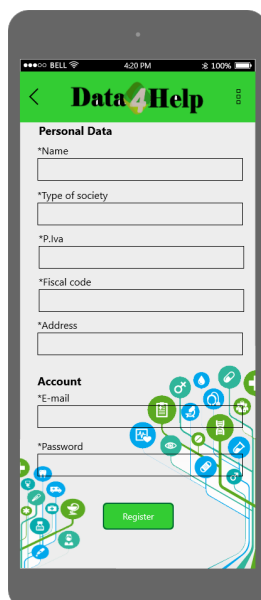 ●●●○○ BELL 4:20 PM 100%
Data4Help
Personal Data
*Name
*Type of society
*P.Iva
*Fiscal code
*Address
Account
*E-mail
*Password
Register